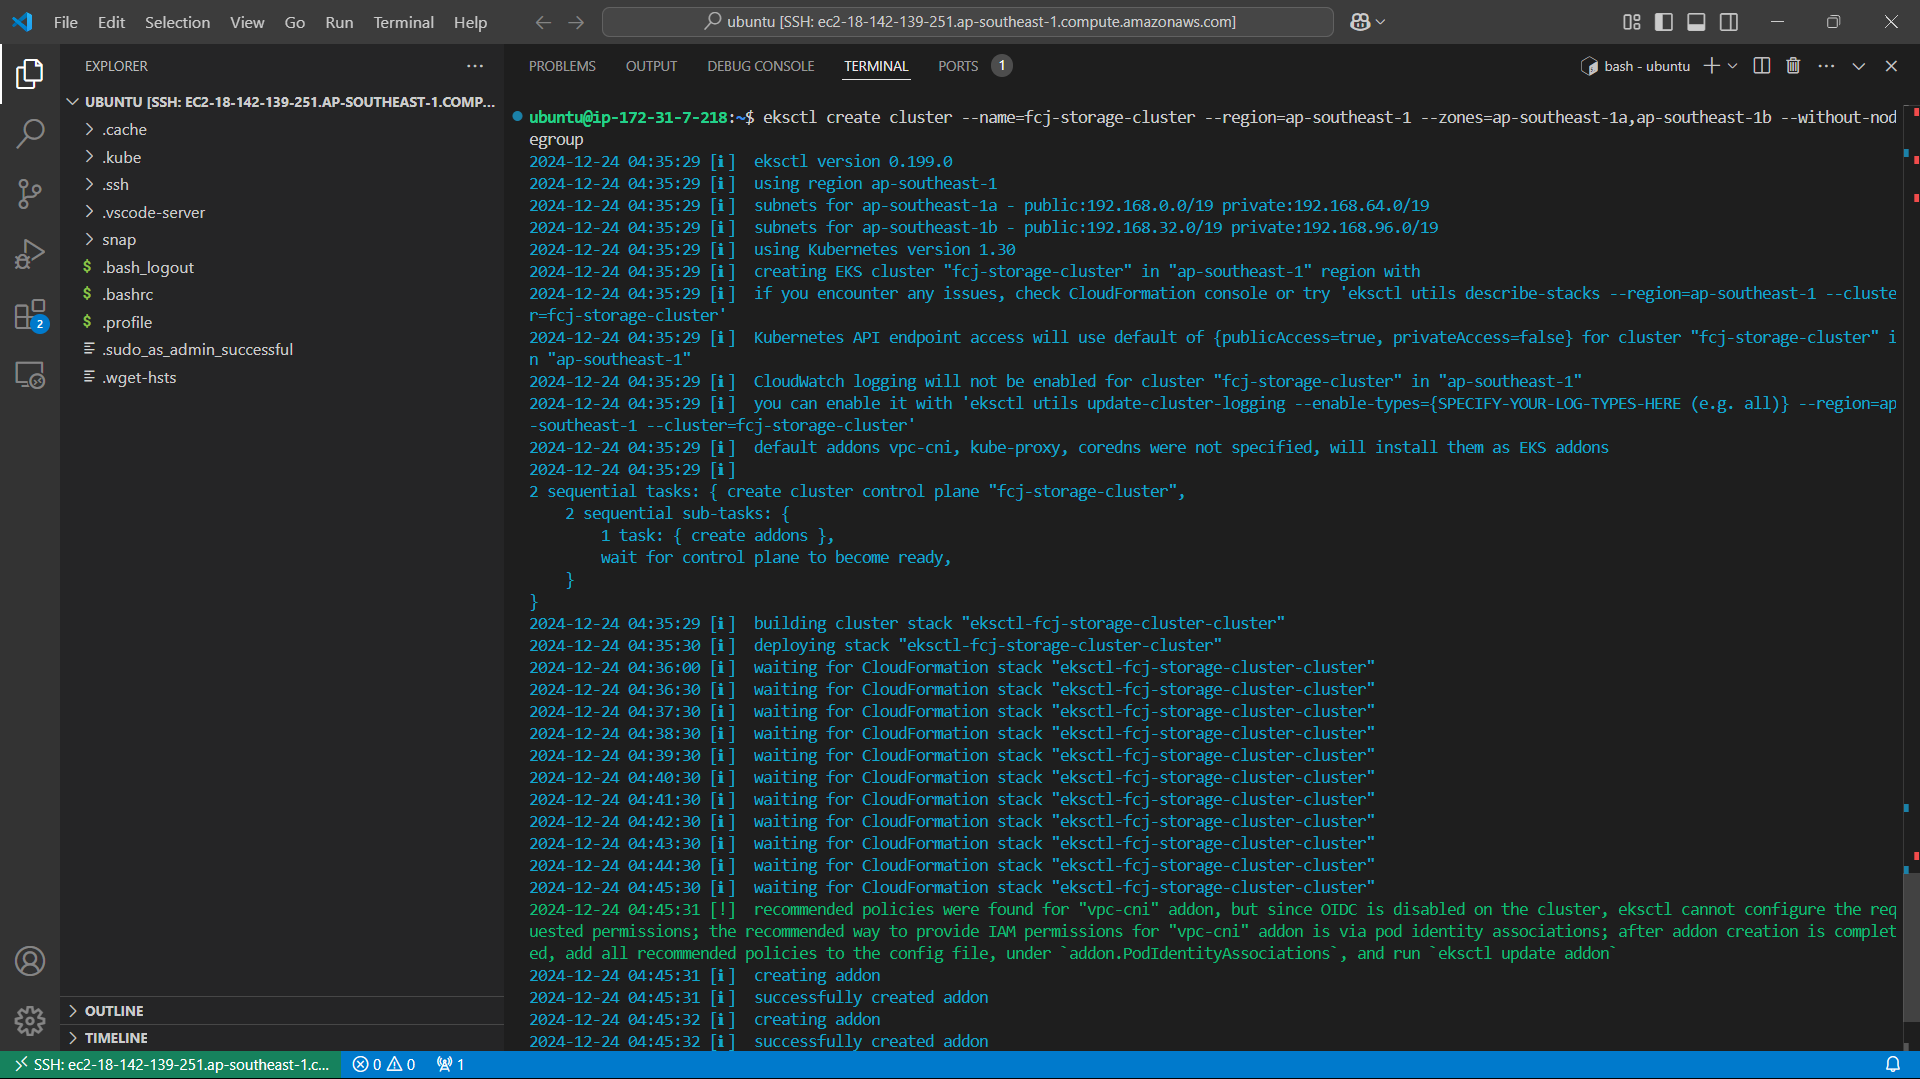 File Edit Selection View Go Run Terminal Help
ubuntu [SSH: ec2-18-142-139-251.ap-southeast-1.compute.amazonaws.com]
EXPLORER
UBUNTU [SSH: EC2-18-142-139-251.AP-SOUTHEAST-1.COMP...
.cache
.kube
.ssh
.vscode-server
snap
$ .bash_logout
$ .bashrc
$ .profile
.sudo_as_admin_successful
.wget-hsts
2
OUTLINE
TIMELINE
PROBLEMS OUTPUT DEBUG CONSOLE TERMINAL PORTS 1
bash - ubuntu
ubuntu@ip-172-31-7-218:~$ eksctl create cluster --name=fcj-storage-cluster --region=ap-southeast-1 --zones=ap-southeast-1a,ap-southeast-1b --without-nod
egroup
2024-12-24 04:35:29 [ℹ]  eksctl version 0.199.0
2024-12-24 04:35:29 [ℹ]  using region ap-southeast-1
2024-12-24 04:35:29 [ℹ]  subnets for ap-southeast-1a - public:192.168.0.0/19 private:192.168.64.0/19
2024-12-24 04:35:29 [ℹ]  subnets for ap-southeast-1b - public:192.168.32.0/19 private:192.168.96.0/19
2024-12-24 04:35:29 [ℹ]  using Kubernetes version 1.30
2024-12-24 04:35:29 [ℹ]  creating EKS cluster "fcj-storage-cluster" in "ap-southeast-1" region with
2024-12-24 04:35:29 [ℹ]  if you encounter any issues, check CloudFormation console or try 'eksctl utils describe-stacks --region=ap-southeast-1 --cluste
r=fcj-storage-cluster'
2024-12-24 04:35:29 [ℹ]  Kubernetes API endpoint access will use default of {publicAccess=true, privateAccess=false} for cluster "fcj-storage-cluster" i
n "ap-southeast-1"
2024-12-24 04:35:29 [ℹ]  CloudWatch logging will not be enabled for cluster "fcj-storage-cluster" in "ap-southeast-1"
2024-12-24 04:35:29 [ℹ]  you can enable it with 'eksctl utils update-cluster-logging --enable-types={SPECIFY-YOUR-LOG-TYPES-HERE (e.g. all)} --region=ap
-southeast-1 --cluster=fcj-storage-cluster'
2024-12-24 04:35:29 [ℹ]  default addons vpc-cni, kube-proxy, coredns were not specified, will install them as EKS addons
2024-12-24 04:35:29 [ℹ]
2 sequential tasks: { create cluster control plane "fcj-storage-cluster",
    2 sequential sub-tasks: {
        1 task: { create addons },
        wait for control plane to become ready,
    }
}
2024-12-24 04:35:29 [ℹ]  building cluster stack "eksctl-fcj-storage-cluster-cluster"
2024-12-24 04:35:30 [ℹ]  deploying stack "eksctl-fcj-storage-cluster-cluster"
2024-12-24 04:36:00 [ℹ]  waiting for CloudFormation stack "eksctl-fcj-storage-cluster-cluster"
2024-12-24 04:36:30 [ℹ]  waiting for CloudFormation stack "eksctl-fcj-storage-cluster-cluster"
2024-12-24 04:37:30 [ℹ]  waiting for CloudFormation stack "eksctl-fcj-storage-cluster-cluster"
2024-12-24 04:38:30 [ℹ]  waiting for CloudFormation stack "eksctl-fcj-storage-cluster-cluster"
2024-12-24 04:39:30 [ℹ]  waiting for CloudFormation stack "eksctl-fcj-storage-cluster-cluster"
2024-12-24 04:40:30 [ℹ]  waiting for CloudFormation stack "eksctl-fcj-storage-cluster-cluster"
2024-12-24 04:41:30 [ℹ]  waiting for CloudFormation stack "eksctl-fcj-storage-cluster-cluster"
2024-12-24 04:42:30 [ℹ]  waiting for CloudFormation stack "eksctl-fcj-storage-cluster-cluster"
2024-12-24 04:43:30 [ℹ]  waiting for CloudFormation stack "eksctl-fcj-storage-cluster-cluster"
2024-12-24 04:44:30 [ℹ]  waiting for CloudFormation stack "eksctl-fcj-storage-cluster-cluster"
2024-12-24 04:45:30 [ℹ]  waiting for CloudFormation stack "eksctl-fcj-storage-cluster-cluster"
2024-12-24 04:45:31 [!]  recommended policies were found for "vpc-cni" addon, but since OIDC is disabled on the cluster, eksctl cannot configure the req
uested permissions; the recommended way to provide IAM permissions for "vpc-cni" addon is via pod identity associations; after addon creation is complet
ed, add all recommended policies to the config file, under `addon.PodIdentityAssociations`, and run `eksctl update addon`
2024-12-24 04:45:31 [ℹ]  creating addon
2024-12-24 04:45:31 [ℹ]  successfully created addon
2024-12-24 04:45:32 [ℹ]  creating addon
2024-12-24 04:45:32 [ℹ]  successfully created addon
SSH: ec2-18-142-139-251.ap-southeast-1.c... 0 0 1